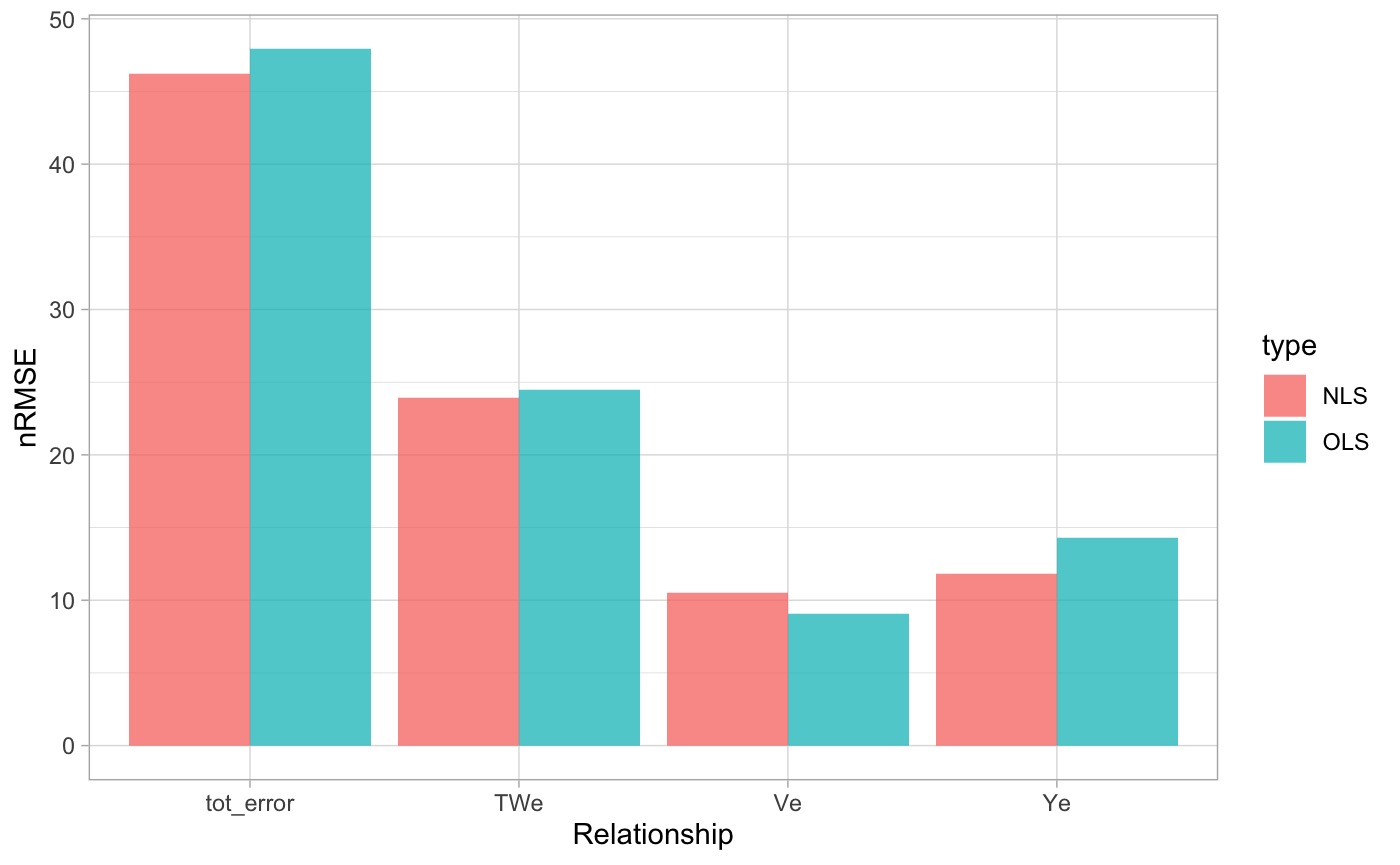 50
40
30
20
10
0
nRMSE
tot_error TWe Ve Ye
Relationship
type
NLS
OLS